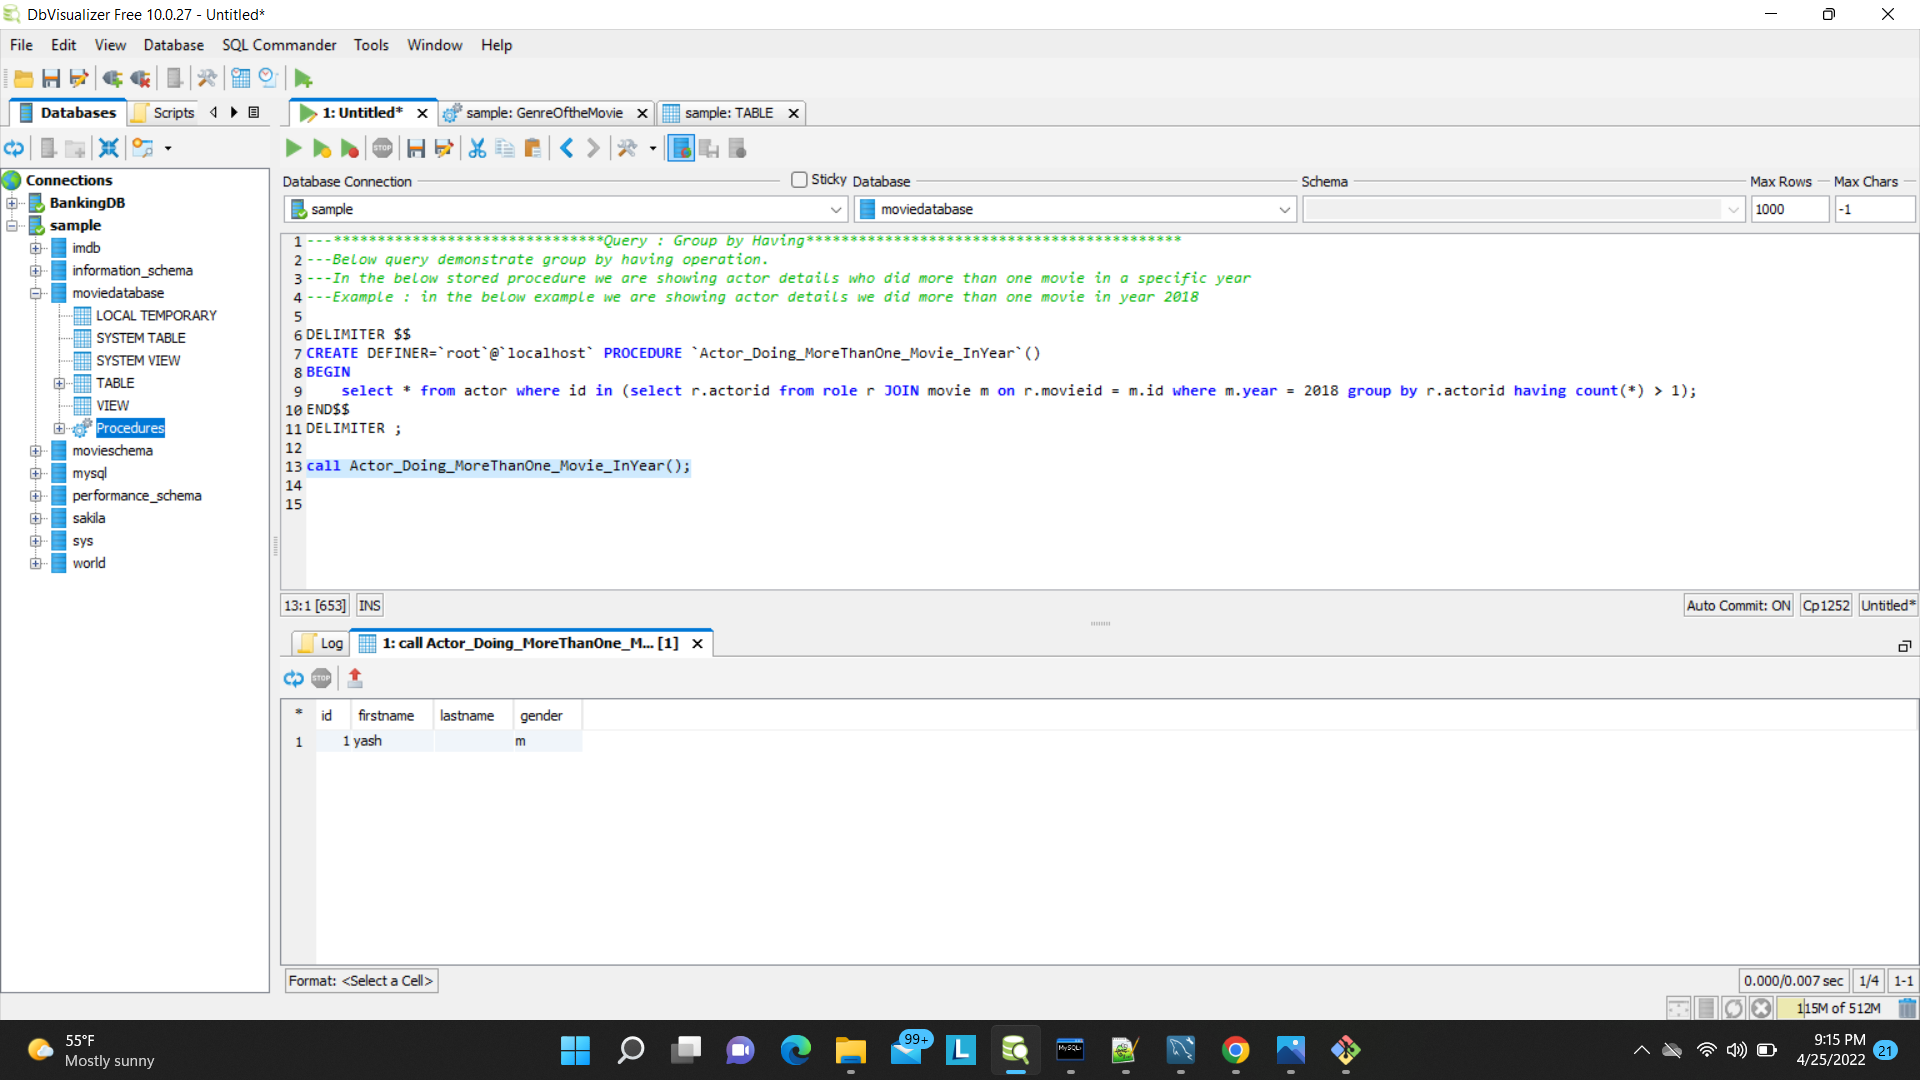 DbVisualizer Free 10.0.27 - Untitled*
File Edit View Database SQL Commander Tools Window Help
Databases Scripts
1: Untitled* sample: GenreOftheMovie sample: TABLE
Database Connection Sticky Database Schema Max Rows Max Chars
sample moviedatabase 1000 -1
Connections
BankingDB
sample
imdb
information_schema
moviedatabase
LOCAL TEMPORARY
SYSTEM TABLE
SYSTEM VIEW
TABLE
VIEW
Procedures
movieschema
mysql
performance_schema
sakila
sys
world
1 ---*******************************Query : Group by Having*******************************************
2 ---Below query demonstrate group by having operation.
3 ---In the below stored procedure we are showing actor details who did more than one movie in a specific year
4 ---Example : in the below example we are showing actor details we did more than one movie in year 2018
5
6 DELIMITER $$
7 CREATE DEFINER=`root`@`localhost` PROCEDURE `Actor_Doing_MoreThanOne_Movie_InYear`()
8 BEGIN
9 select * from actor where id in (select r.actorid from role r JOIN movie m on r.movieid = m.id where m.year = 2018 group by r.actorid having count(*) > 1);
10 END$$
11 DELIMITER ;
12
13 call Actor_Doing_MoreThanOne_Movie_InYear();
14
15
13:1 [653] INS Auto Commit: ON Cp1252 Untitled*
Log 1: call Actor_Doing_MoreThanOne_M... [1]
STOP
* id firstname lastname gender
1 1 yash m
Format: <Select a Cell> 0.000/0.007 sec 1/4 1-1
115M of 512M
55°F
Mostly sunny
99+
L
MySQL
9:15 PM
4/25/2022
21